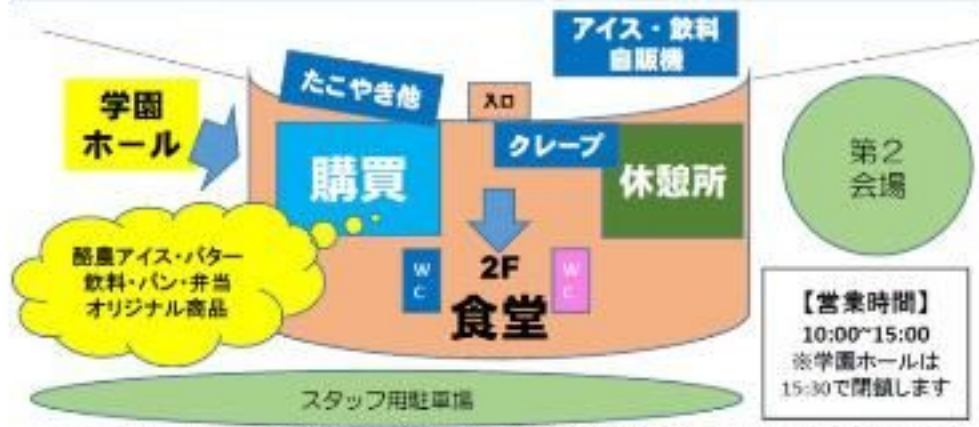 アイス・飲料
自販機
たこやき他
入口
学園
ホール
クレープ
購買
休憩所
第2
会場
酪農アイス・バター
飲料・パン・弁当
オリジナル商品
WC
2F
WC
食堂
【営業時間】
10:00~15:00
※学園ホールは
15:30で閉鎖します
スタッフ用駐車場